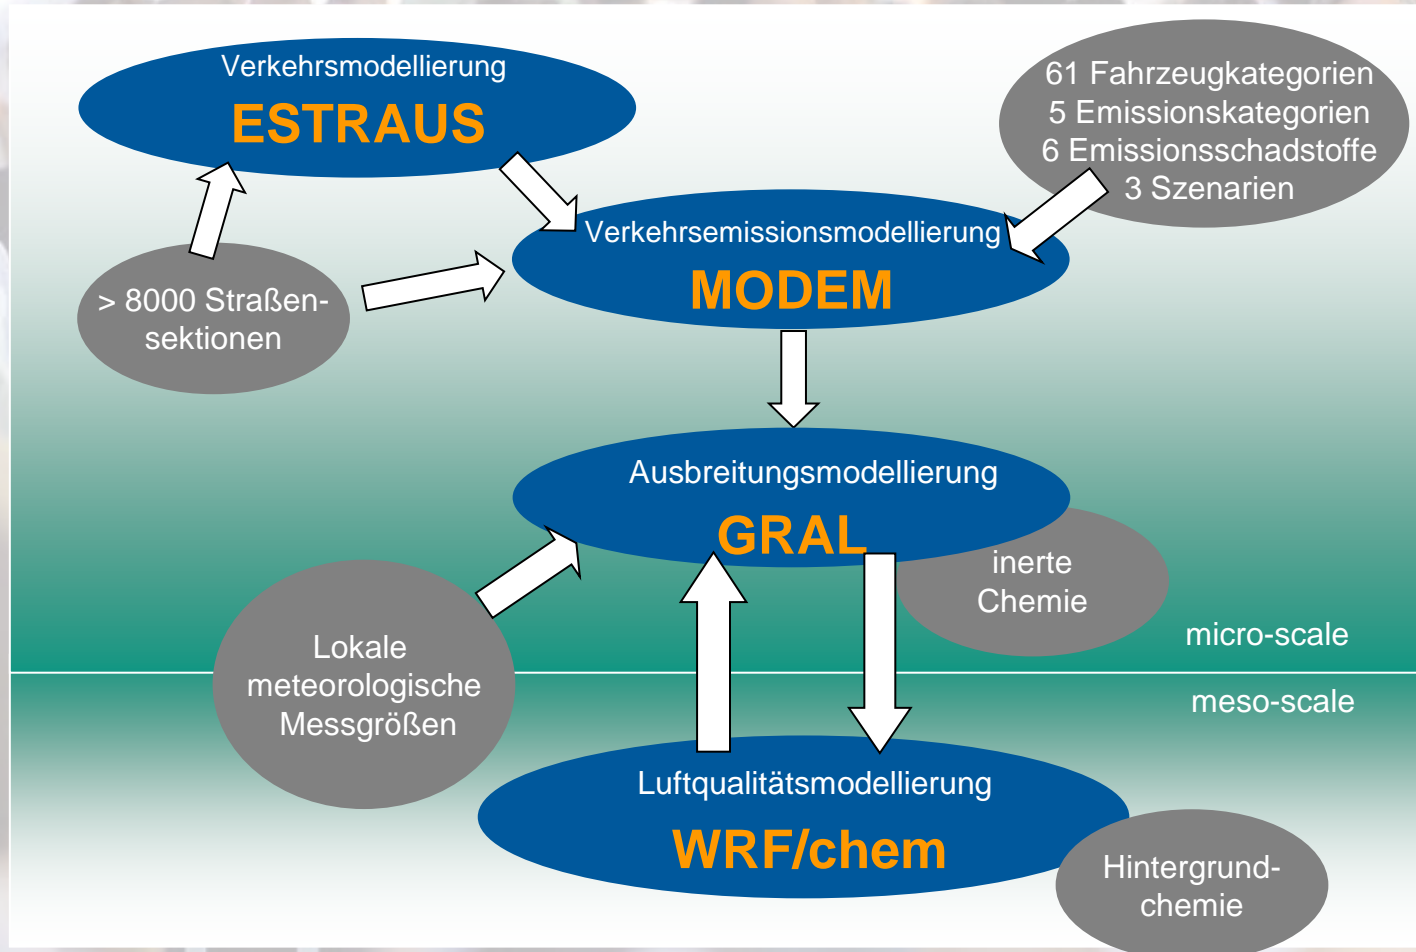 Verkehrsmodellierung
ESTRAUS
61 Fahrzeugkategorien
5 Emissionskategorien
6 Emissionsschadstoffe
3 Szenarien
Verkehrsemissionsmodellierung
MODEM
> 8000 Straßen-
sektionen
Ausbreitungsmodellierung
GRAL
inerte
Chemie
Lokale
meteorologische
Messgrößen
micro-scale
meso-scale
Luftqualitätsmodellierung
WRF/chem
Hintergrund-
chemie